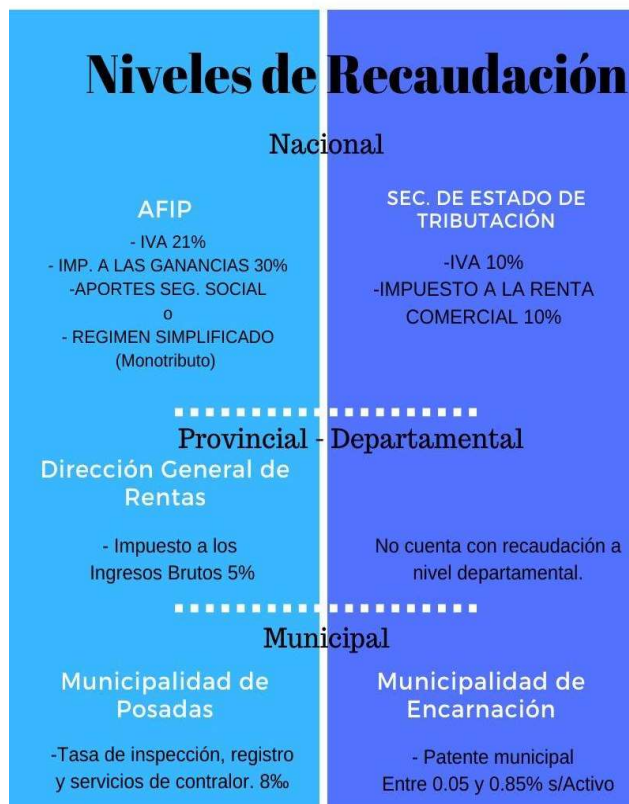 Niveles de Recaudación
Nacional
AFIP
- IVA 21%
- IMP. A LAS GANANCIAS 30%
-APORTES SEG. SOCIAL
o
- REGIMEN SIMPLIFICADO
(Monotributo)
SEC. DE ESTADO DE
TRIBUTACIÓN
-IVA 10%
-IMPUESTO A LA RENTA
COMERCIAL 10%
Provincial - Departamental
Dirección General de
Rentas
- Impuesto a los
Ingresos Brutos 5%
No cuenta con recaudación a
nivel departamental.
Municipal
Municipalidad de
Posadas
-Tasa de inspección, registro
y servicios de contralor. 8‰
Municipalidad de
Encarnación
- Patente municipal
Entre 0.05 y 0.85% s/Activo